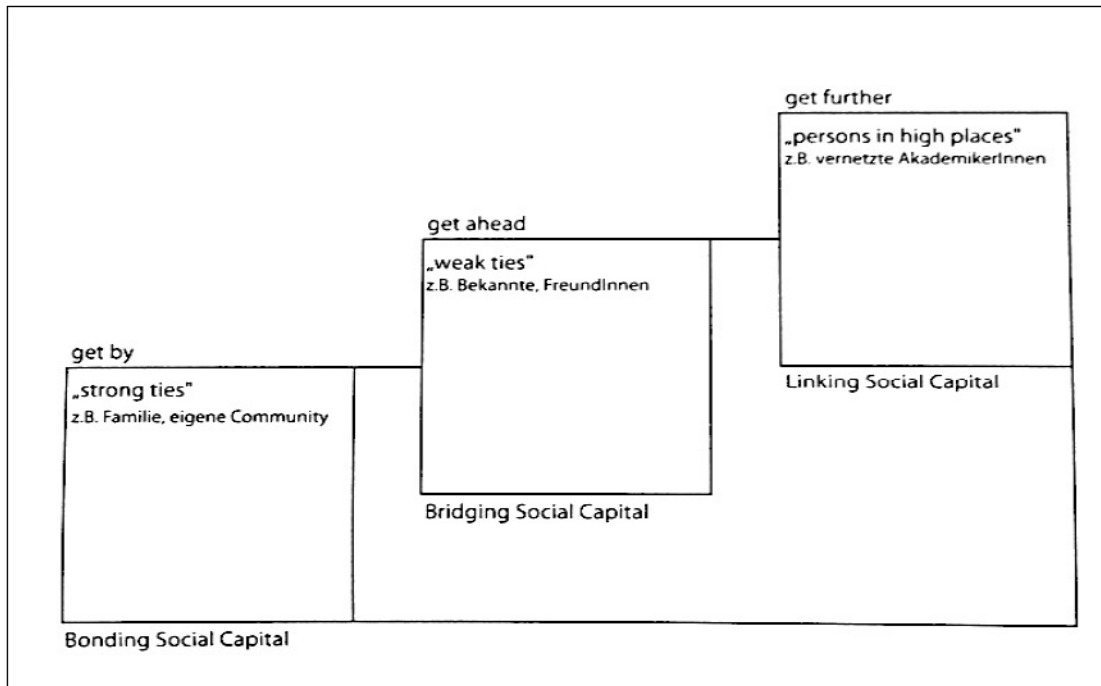 get further
„persons in high places"
z.B. vernetzte AkademikerInnen
get ahead
„weak ties"
z.B. Bekannte, FreundInnen
get by
„strong ties"
z.B. Familie, eigene Community
Linking Social Capital
Bridging Social Capital
Bonding Social Capital